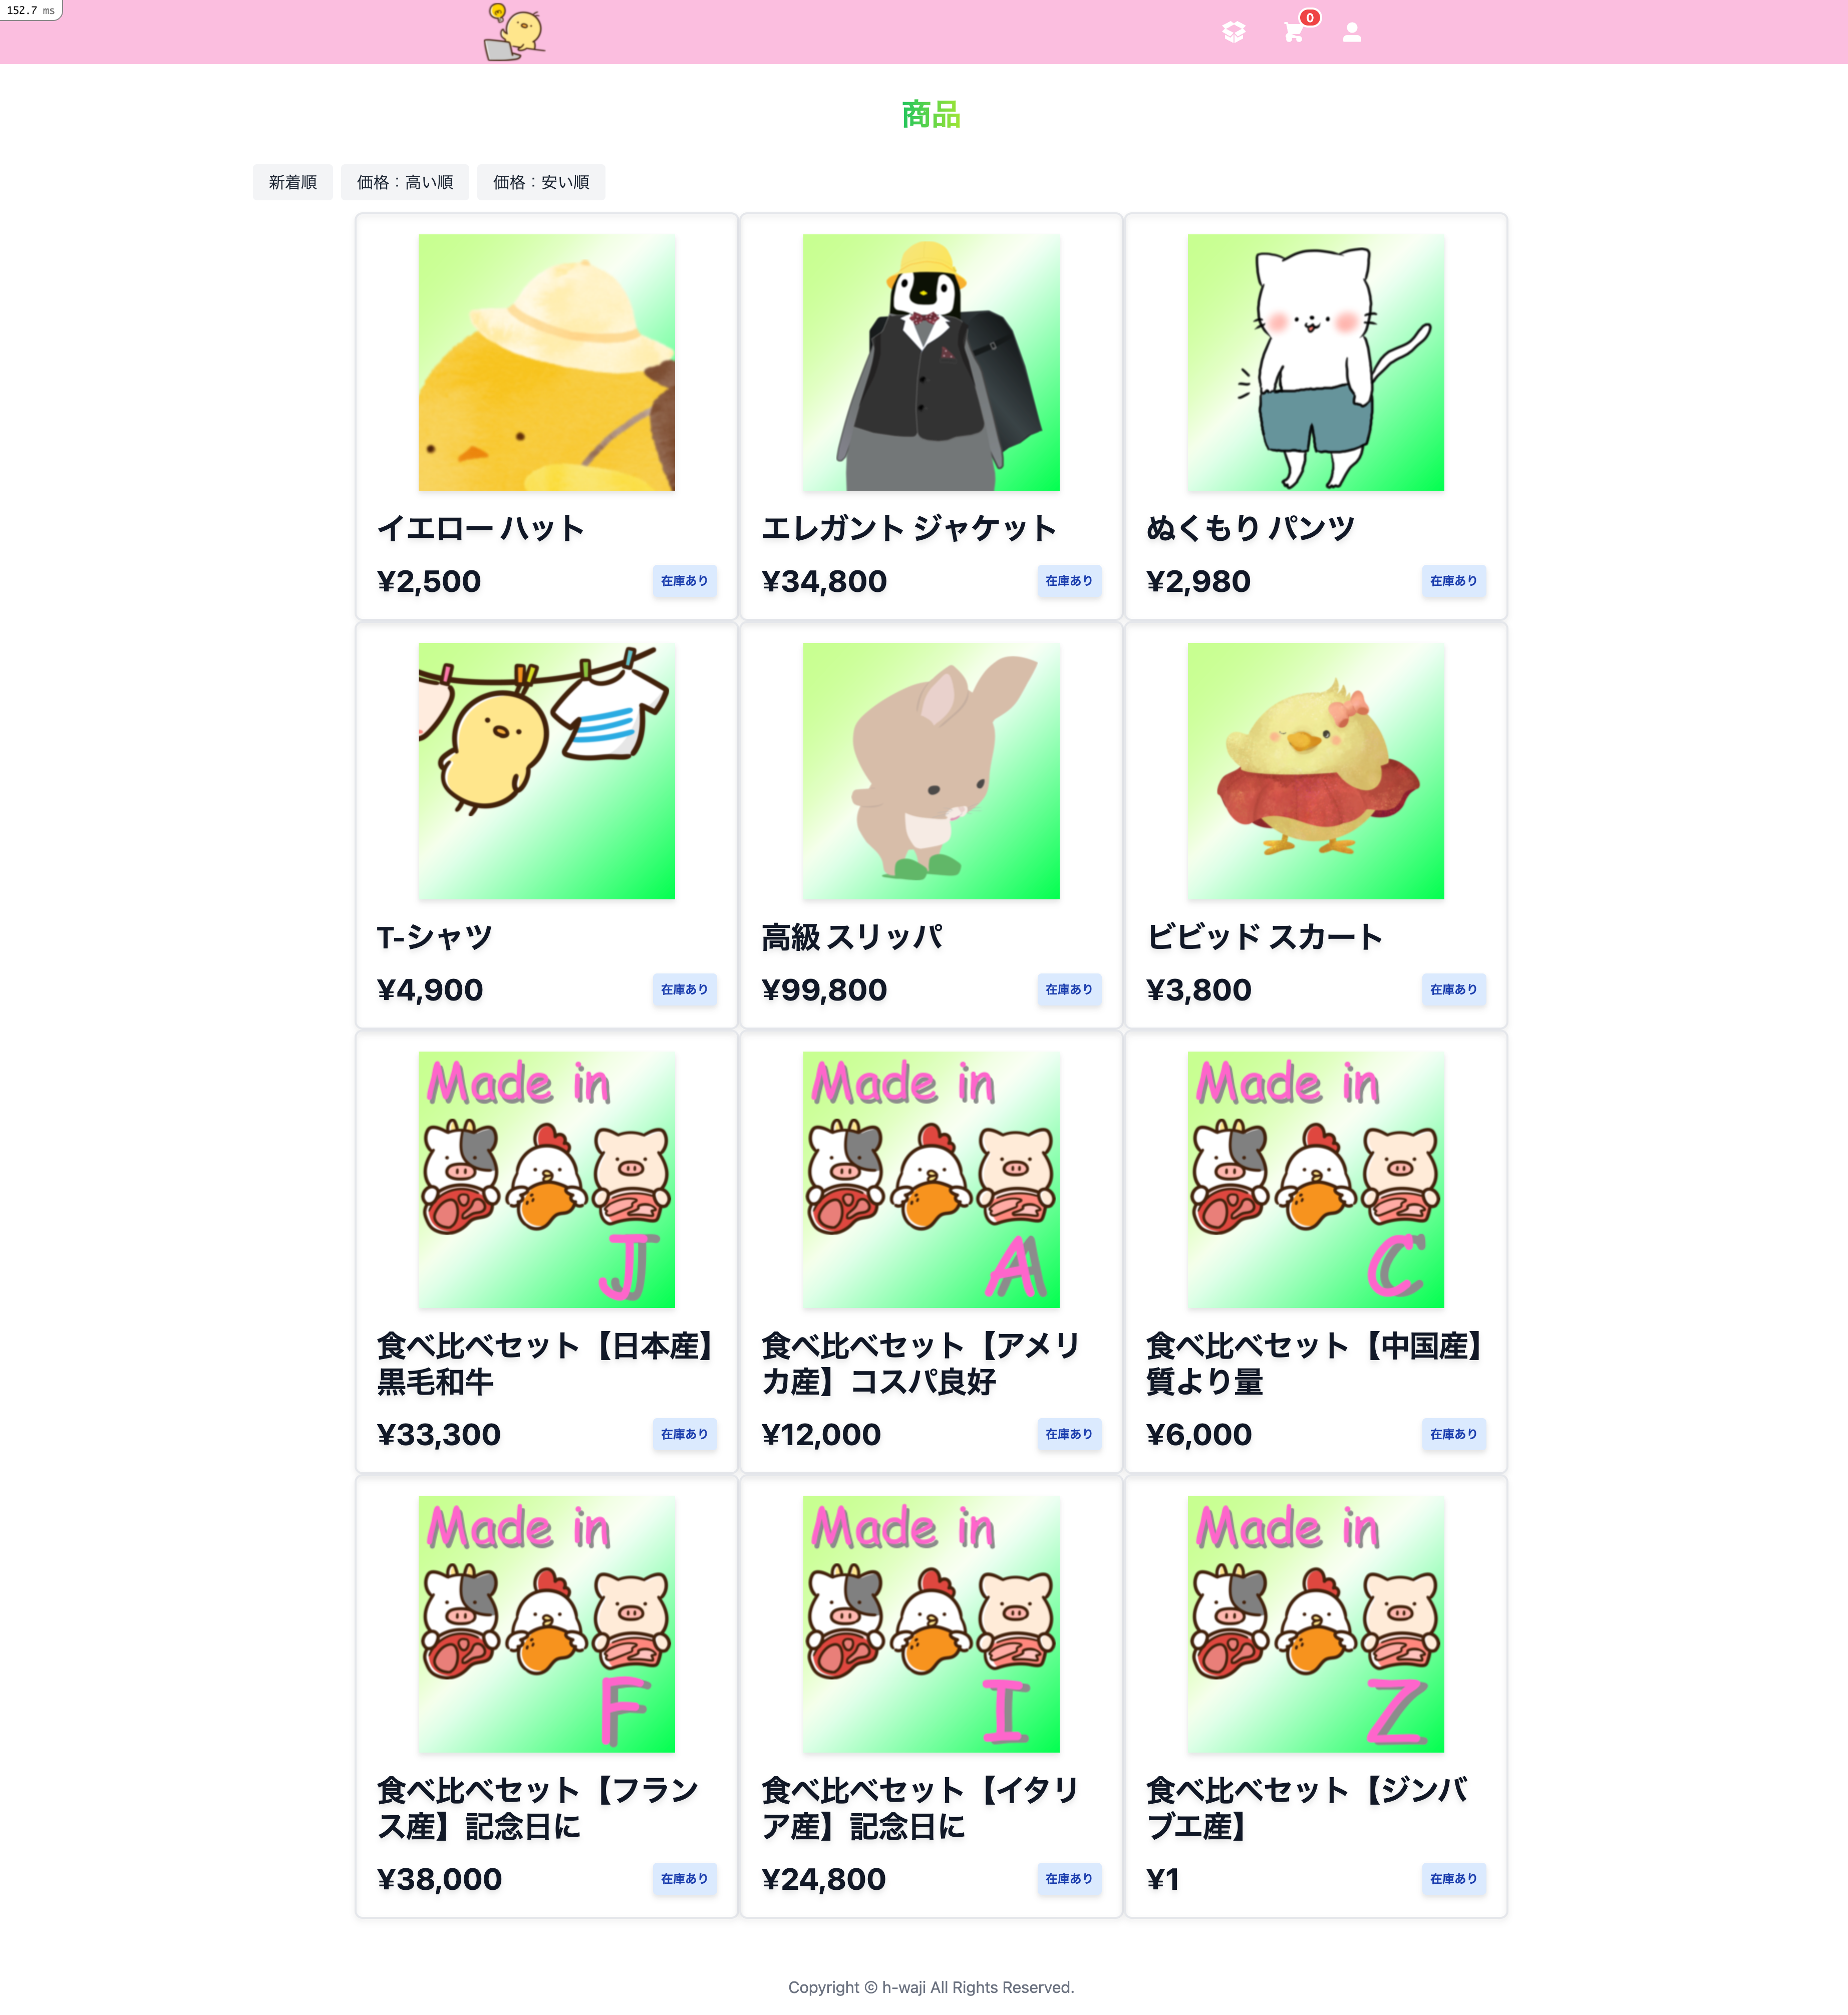 152.7 ms
0
商品
新着順
価格：高い順
価格：安い順
イエロー ハット
¥2,500
在庫あり
エレガント ジャケット
¥34,800
在庫あり
ぬくもり パンツ
¥2,980
在庫あり
T-シャツ
¥4,900
在庫あり
高級 スリッパ
¥99,800
在庫あり
ビビッド スカート
¥3,800
在庫あり
Made in
J
食べ比べセット【日本産】
黒毛和牛
¥33,300
在庫あり
Made in
A
食べ比べセット【アメリ
カ産】コスパ良好
¥12,000
在庫あり
Made in
C
食べ比べセット【中国産】
質より量
¥6,000
在庫あり
Made in
F
食べ比べセット【フラン
ス産】記念日に
¥38,000
在庫あり
Made in
I
食べ比べセット【イタリ
ア産】記念日に
¥24,800
在庫あり
Made in
Z
食べ比べセット【ジンバ
ブエ産】
¥1
在庫あり
Copyright © h-waji All Rights Reserved.